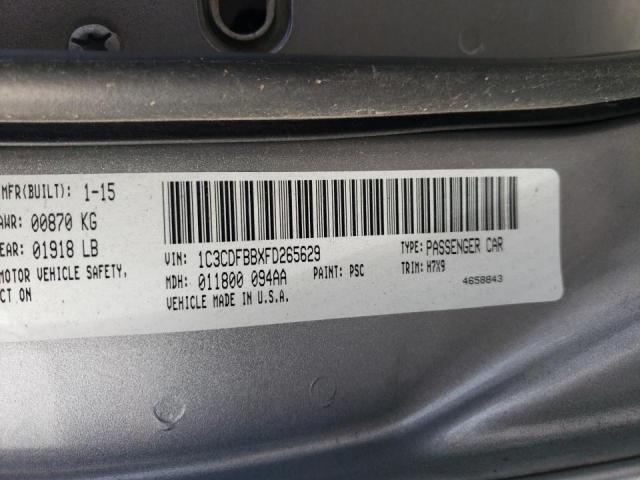 MFR(BUILT): 1-15
AWR: 00870 KG
EAR: 01918 LB
MOTOR VEHICLE SAFETY,
CT ON
VIN: 1C3CDFBBXFD265629
TYPE: PASSENGER CAR
MDH: 011800 094AA
PAINT: PSC
TRIM: H7X9
VEHICLE MADE IN U.S.A.
4658843